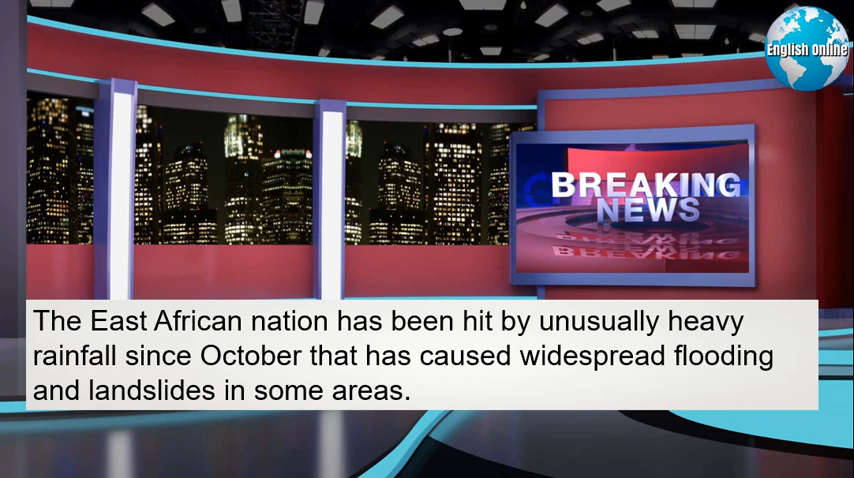 English Online
BREAKING
NEWS
The East African nation has been hit by unusually heavy
rainfall since October that has caused widespread flooding
and landslides in some areas.